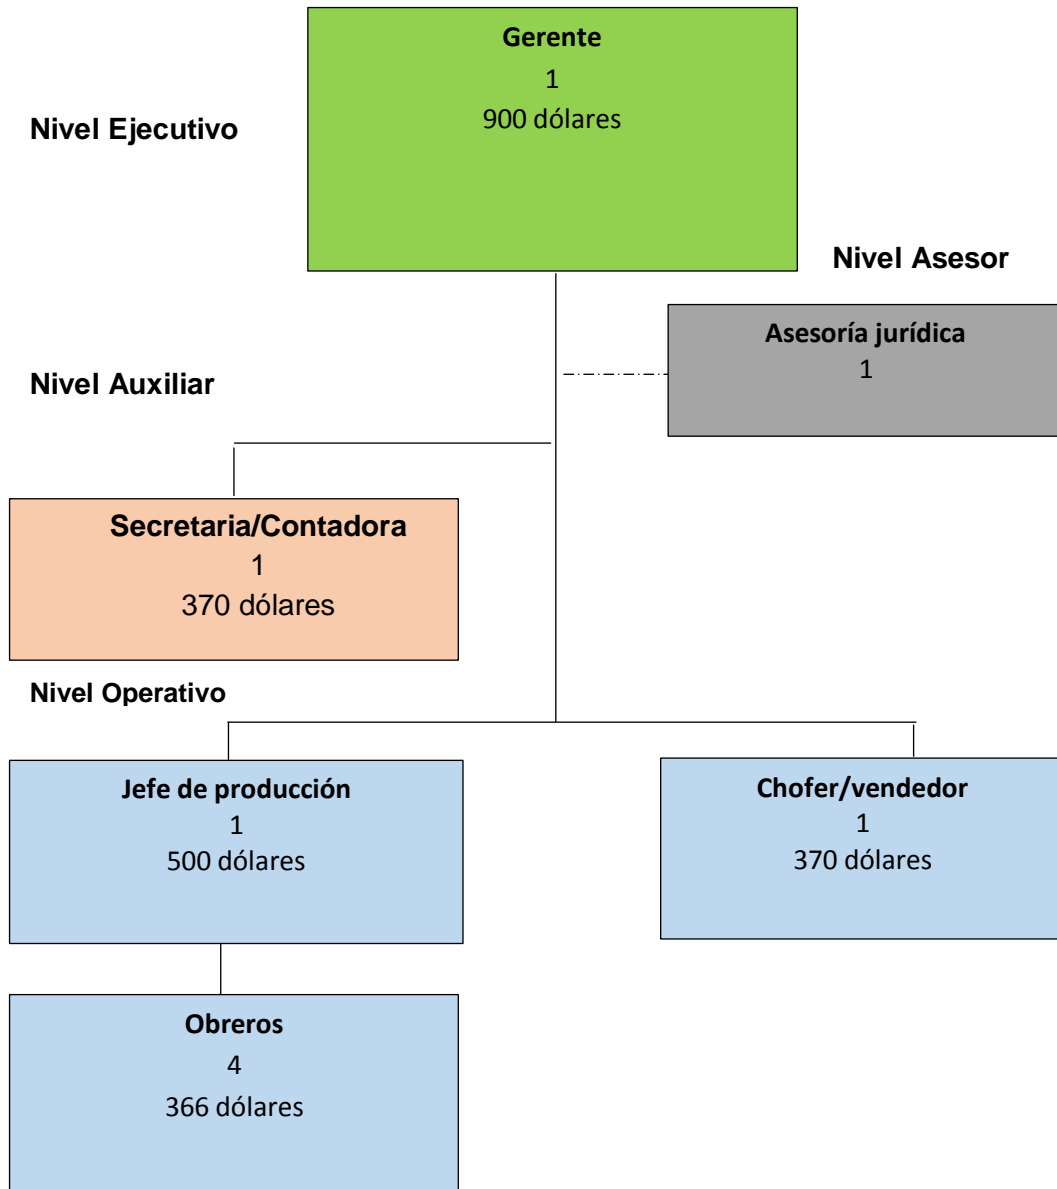 Gerente
1
900 dólares
Nivel Ejecutivo
Nivel Asesor
Asesoría jurídica
1
Nivel Auxiliar
Secretaria/Contadora
1
370 dólares
Nivel Operativo
Jefe de producción
1
500 dólares
Chofer/vendedor
1
370 dólares
Obreros
4
366 dólares